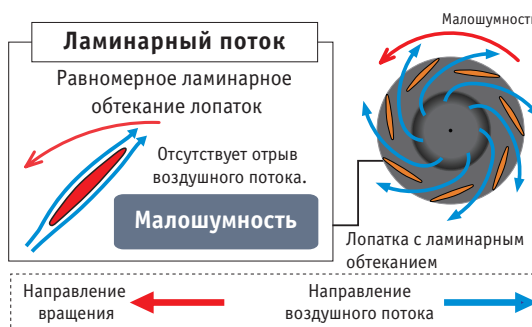 Малошумность
Ламинарный поток
Равномерное ламинарное
обтекание лопаток
Отсутствует отрыв
воздушного потока.
Малошумность
Лопатка с ламинарным
обтеканием
Направление
вращения
Направление
воздушного потока